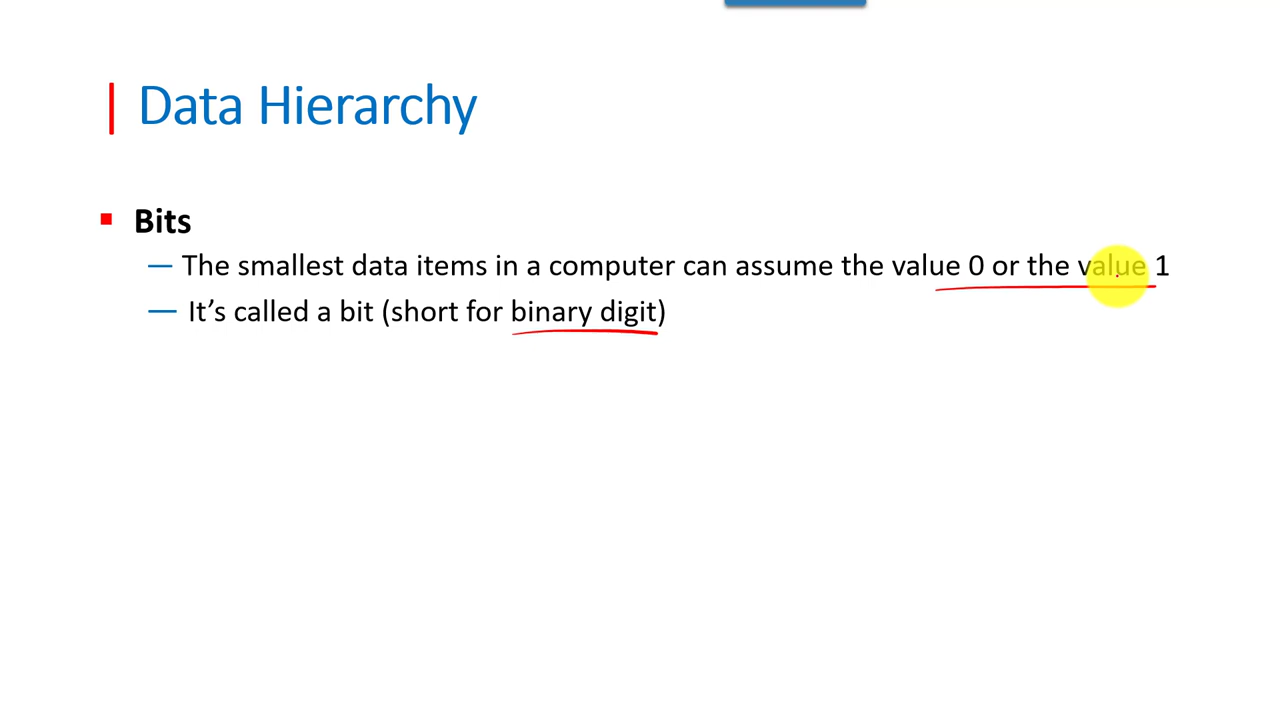 Data Hierarchy
Bits
— The smallest data items in a computer can assume the value 0 or the value 1
— It’s called a bit (short for binary digit)